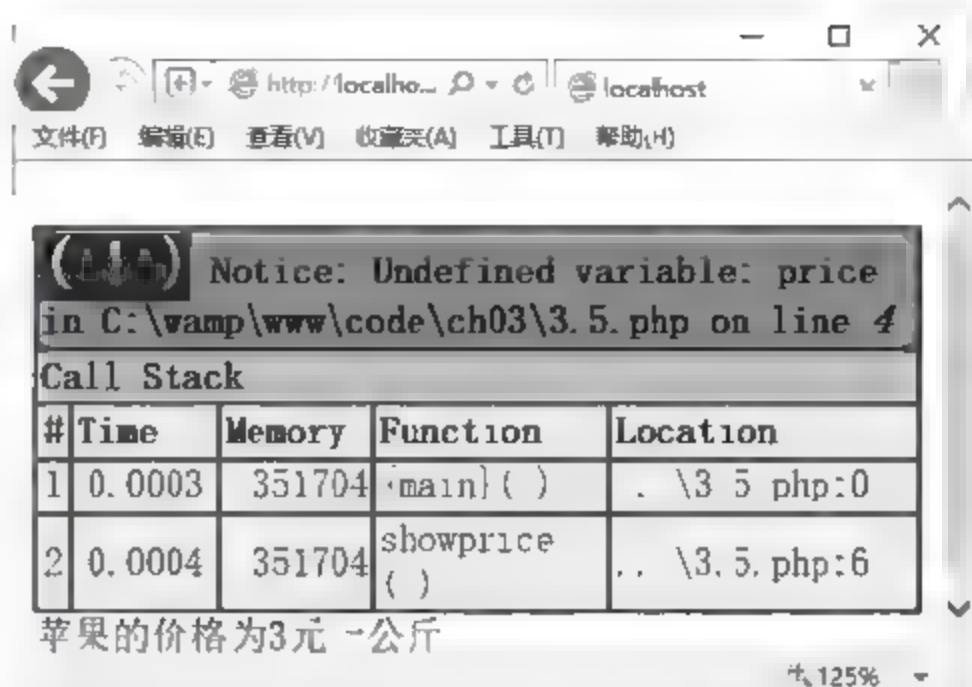 http://localho... localhost
文件(F) 编辑(E) 查看(V) 收藏夹(A) 工具(T) 帮助(H)
( ! ) Notice: Undefined variable: price
in C:\wamp\www\code\ch03\3.5.php on line 4
Call Stack
# Time Memory Function Location
1 0.0003 351704 {main}( ) . \3 5 php:0
2 0.0004 351704 showprice ( ) .. \3.5.php:6
苹果的价格为3元 一公斤
125%